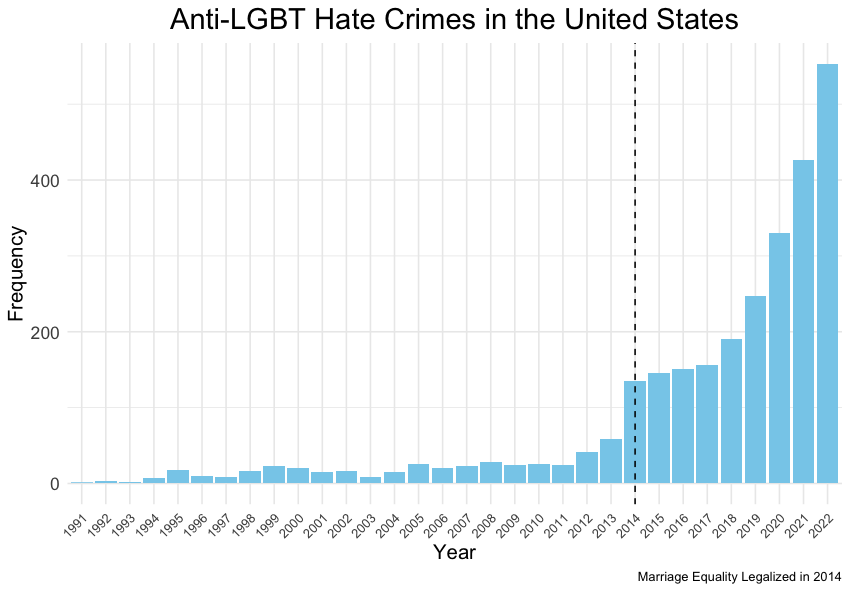 Anti-LGBT Hate Crimes in the United States
Frequency
400
200
0
1991 1992 1993 1994 1995 1996 1997 1998 1999 2000 2001 2002 2003 2004 2005 2006 2007 2008 2009 2010 2011 2012 2013 2014 2015 2016 2017 2018 2019 2020 2021 2022
Year
Marriage Equality Legalized in 2014